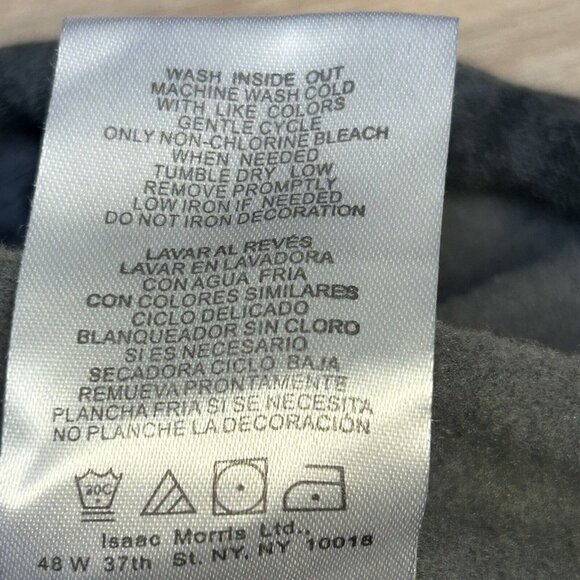 WASH INSIDE OUT
MACHINE WASH COLD
WITH LIKE COLORS
GENTLE CYCLE
ONLY NON-CHLORINE BLEACH
WHEN NEEDED
TUMBLE DRY LOW
REMOVE PROMPTLY
LOW IRON IF NEEDED
DO NOT IRON DECORATION
LAVAR AL REVÉS
LAVAR EN LAVADORA
CON AGUA FRIA
CON COLORES SIMILARES
CICLO DELICADO
BLANQUEADOR SIN CLORO
SI ES NECESARIO
SECADORA CICLO BAJA
REMUEVA PRONTAMENTE
PLANCHA FRIA SI SE NECESITA
NO PLANCHE LA DECORACIÓN
Isaac Morris Ltd.,
48 W 37th St. NY, NY 10018